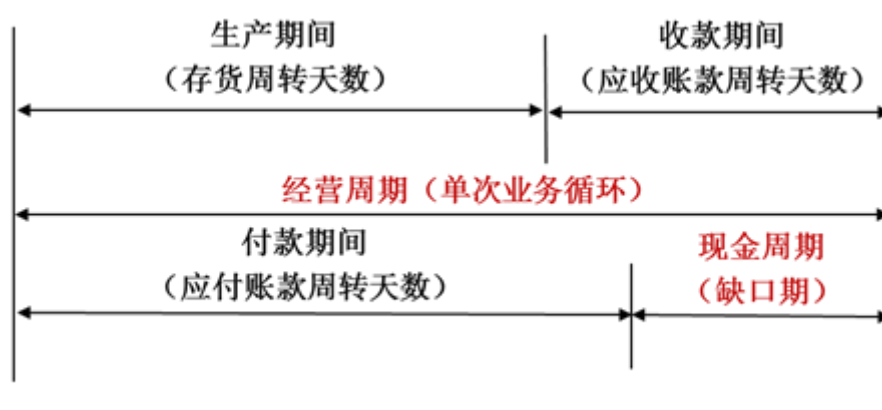 生产期间
（存货周转天数）
收款期间
（应收账款周转天数）
经营周期（单次业务循环）
付款期间
（应付账款周转天数）
现金周期
（缺口期）